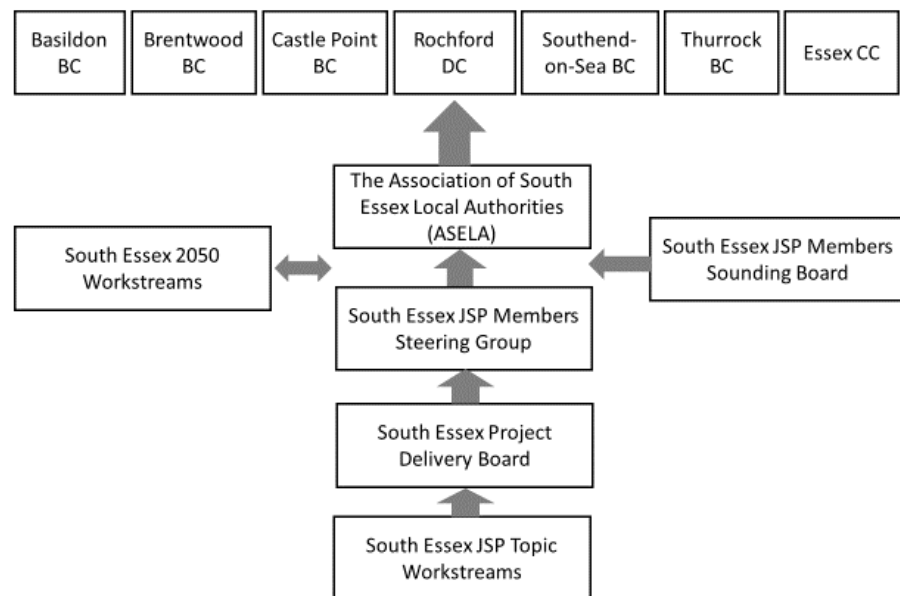 Basildon
BC
Brentwood
BC
Castle Point
BC
Rochford
DC
Southend-
on-Sea BC
Thurrock
BC
Essex CC
The Association of South
Essex Local Authorities
(ASELA)
South Essex 2050
Workstreams
South Essex JSP Members
Sounding Board
South Essex JSP Members
Steering Group
South Essex Project
Delivery Board
South Essex JSP Topic
Workstreams